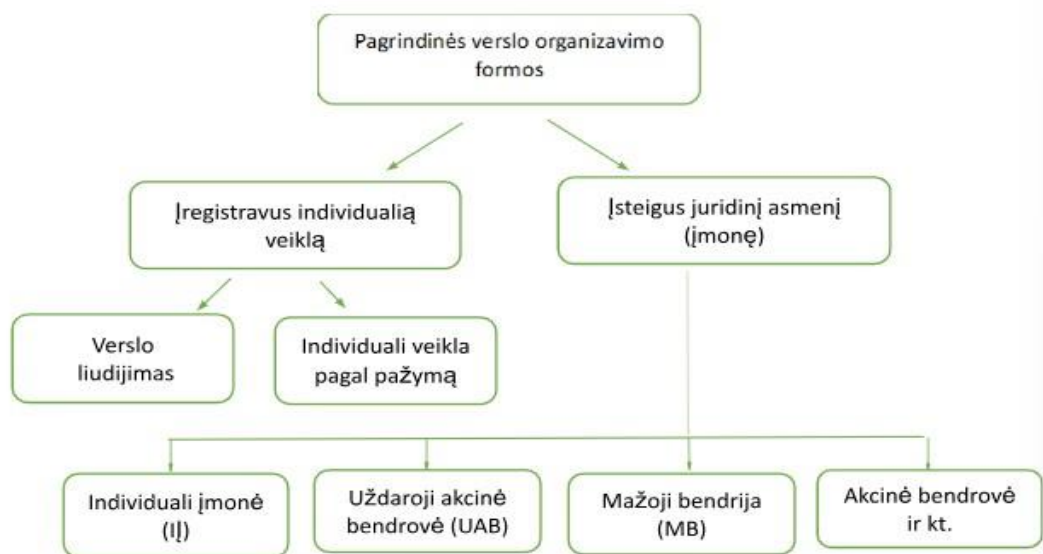 Pagrindinės verslo organizavimo
formos
Įregistravus individualią
veiklą
Įsteigus juridinį asmenį
(įmonę)
Verslo
liudijimas
Individuali veikla
pagal pažymą
Individuali įmonė
(IĮ)
Uždaroji akcinė
bendrovė (UAB)
Mažoji bendrija
(MB)
Akcinė bendrovė
ir kt.